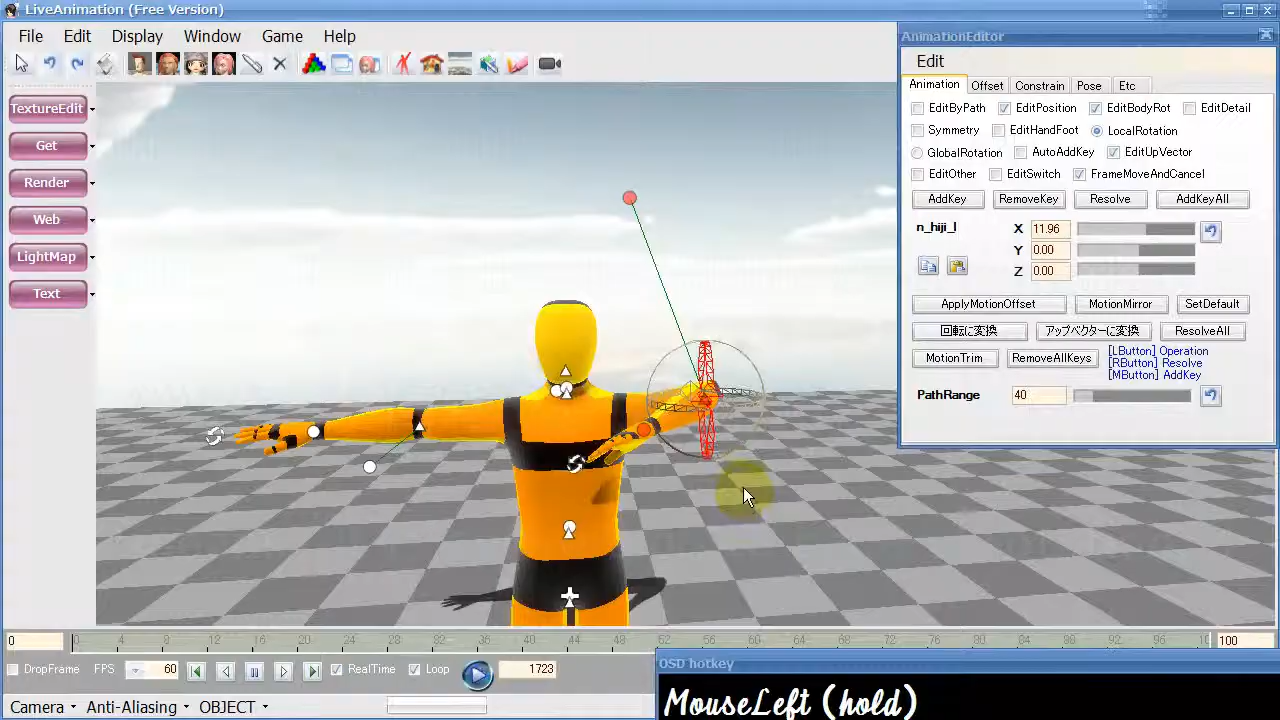 LiveAnimation (Free Version)
File Edit Display Window Game Help
TextureEdit
Get
Render
Web
LightMap
Text
AnimationEditor
Edit
Animation Offset Constrain Pose Etc
EditByPath EditPosition EditBodyRot EditDetail
Symmetry EditHandFoot LocalRotation
GlobalRotation AutoAddKey EditUpVector
EditOther EditSwitch FrameMoveAndCancel
AddKey RemoveKey Resolve AddKeyAll
n_hiji_l X 11.96
Y 0.00
Z 0.00
ApplyMotionOffset MotionMirror SetDefault
回転に変換 アップベクターに変換 ResolveAll
MotionTrim RemoveAllKeys
[LButton] Operation
[RButton] Resolve
[MButton] AddKey
PathRange 40
0 0 4 8 12 16 20 24 28 32 36 40 44 48 52 56 60 64 68 72 76 80 84 88 92 96 100
DropFrame FPS 60 RealTime Loop 1723
OSD hotkey
Camera Anti-Aliasing OBJECT
MouseLeft (hold)